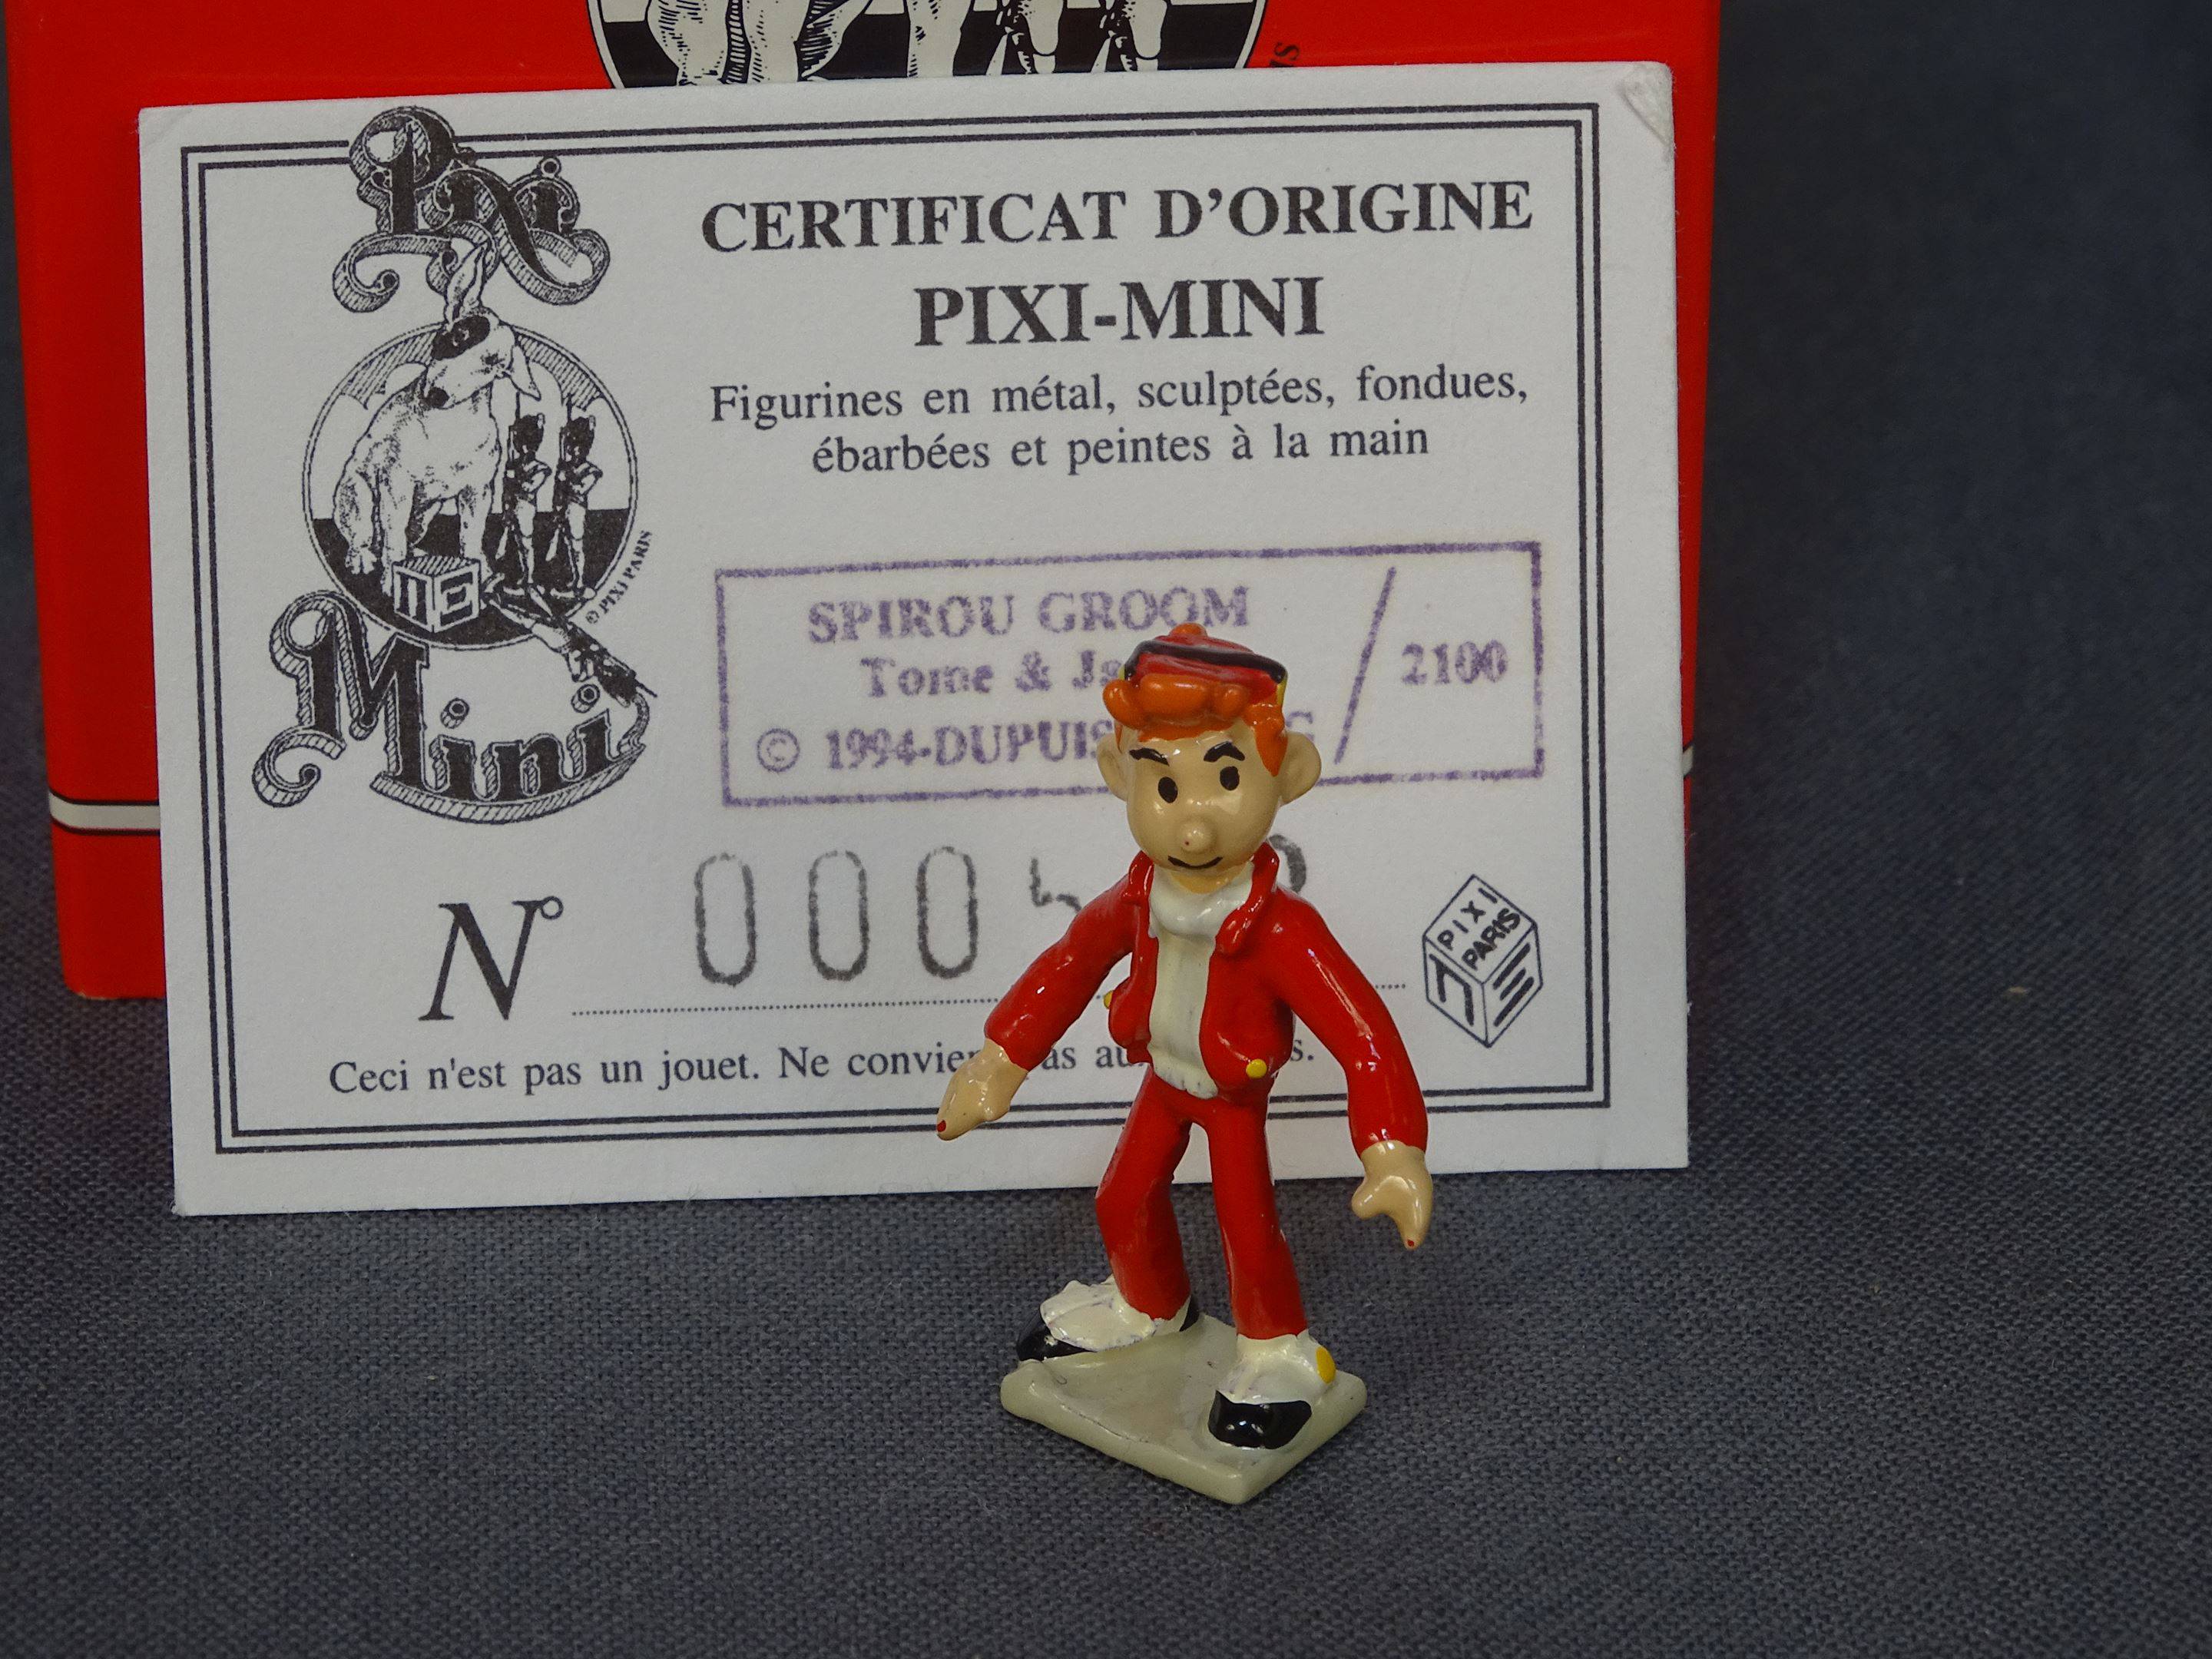 Pixi
CERTIFICAT D'ORIGINE
PIXI-MINI
Figurines en métal, sculptées, fondues,
ébarbées et peintes à la main
© PIXI PARIS
Mini
SPIROU GROOM
Tome &
/ 2100
© 1994-DUPUIS
N° 000
PIXI
PARIS
Ceci n'est pas un jouet. Ne